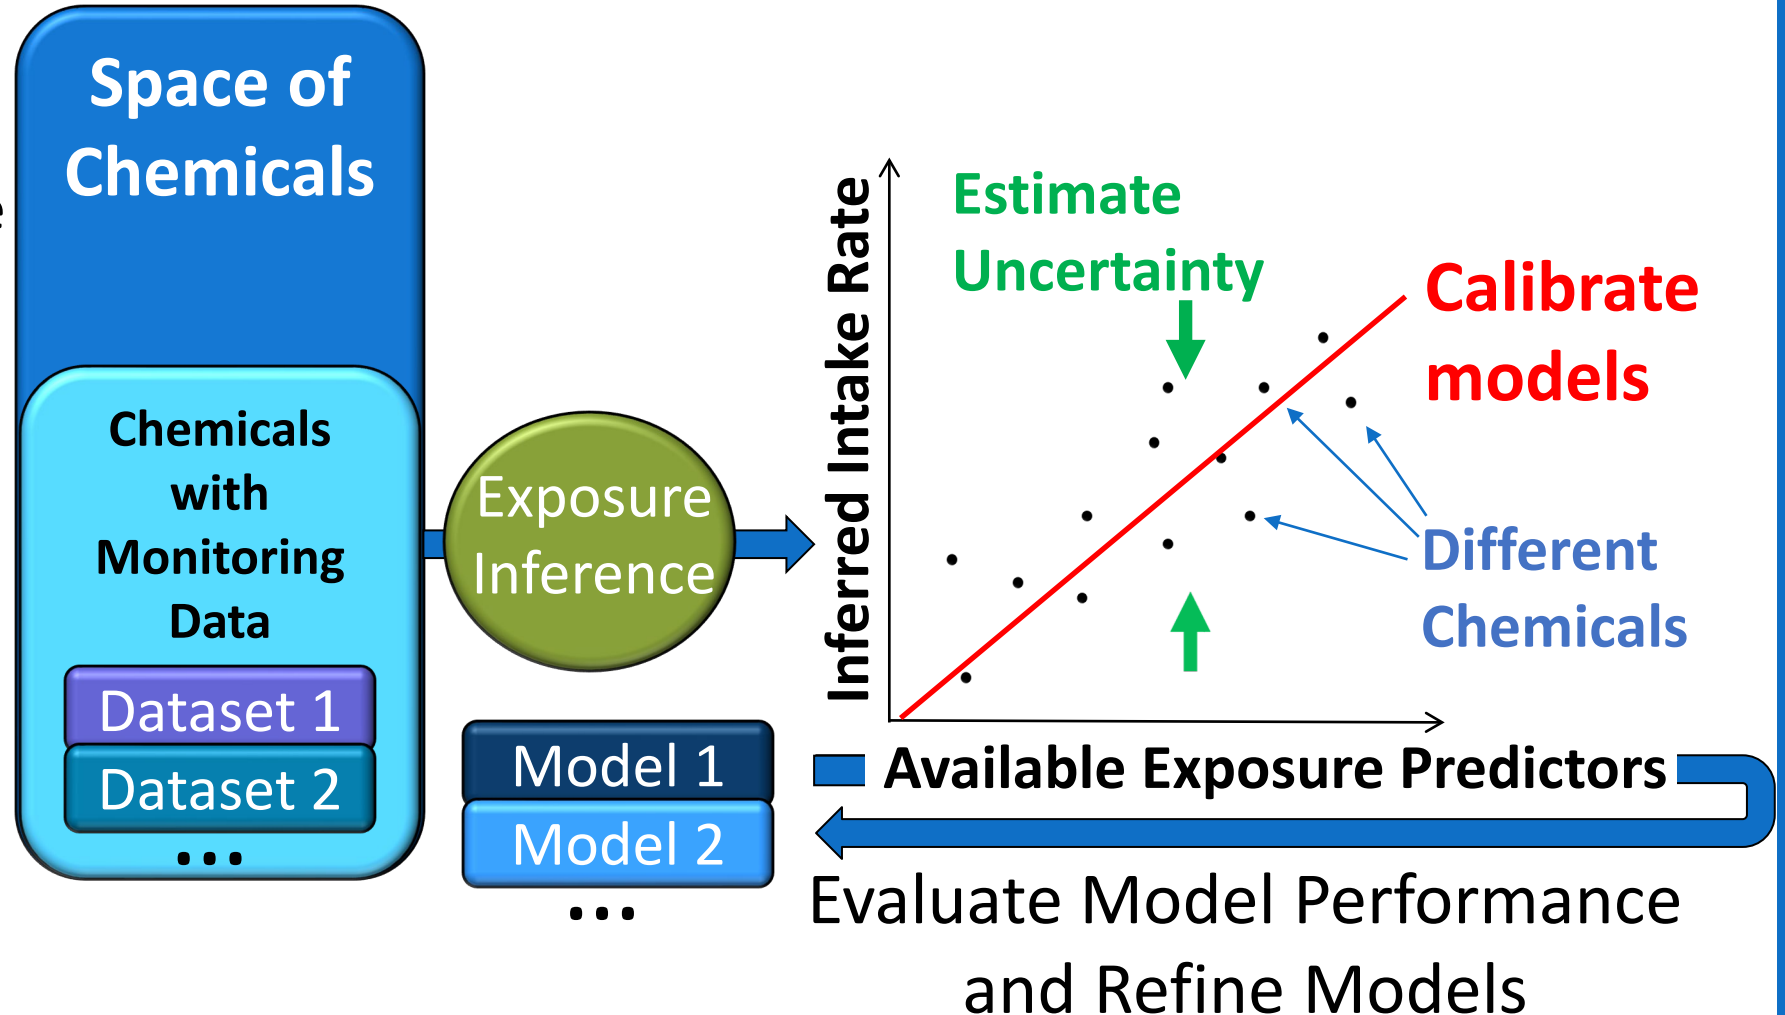 Space of
Chemicals
Chemicals
with
Monitoring
Data
Dataset 1
Dataset 2
...
Exposure
Inference
Model 1
Model 2
...
Inferred Intake Rate
Estimate
Uncertainty
Calibrate
models
Different
Chemicals
Available Exposure Predictors
Evaluate Model Performance
and Refine Models